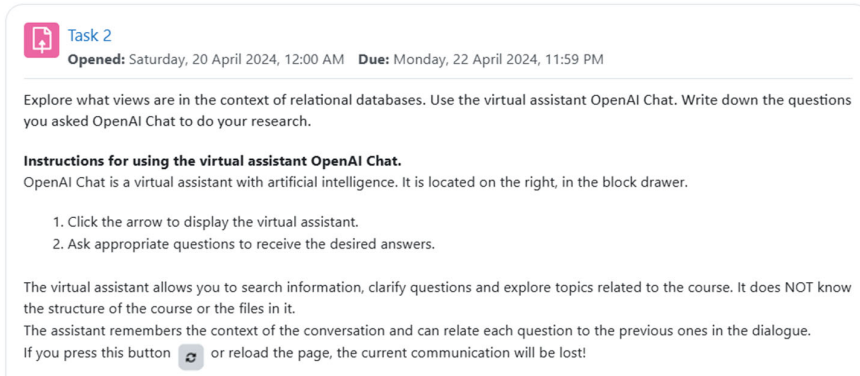 Task 2
Opened: Saturday, 20 April 2024, 12:00 AM Due: Monday, 22 April 2024, 11:59 PM
Explore what views are in the context of relational databases. Use the virtual assistant OpenAI Chat. Write down the questions
you asked OpenAI Chat to do your research.
Instructions for using the virtual assistant OpenAI Chat.
OpenAI Chat is a virtual assistant with artificial intelligence. It is located on the right, in the block drawer.
1. Click the arrow to display the virtual assistant.
2. Ask appropriate questions to receive the desired answers.
The virtual assistant allows you to search information, clarify questions and explore topics related to the course. It does NOT know
the structure of the course or the files in it.
The assistant remembers the context of the conversation and can relate each question to the previous ones in the dialogue.
If you press this button or reload the page, the current communication will be lost!